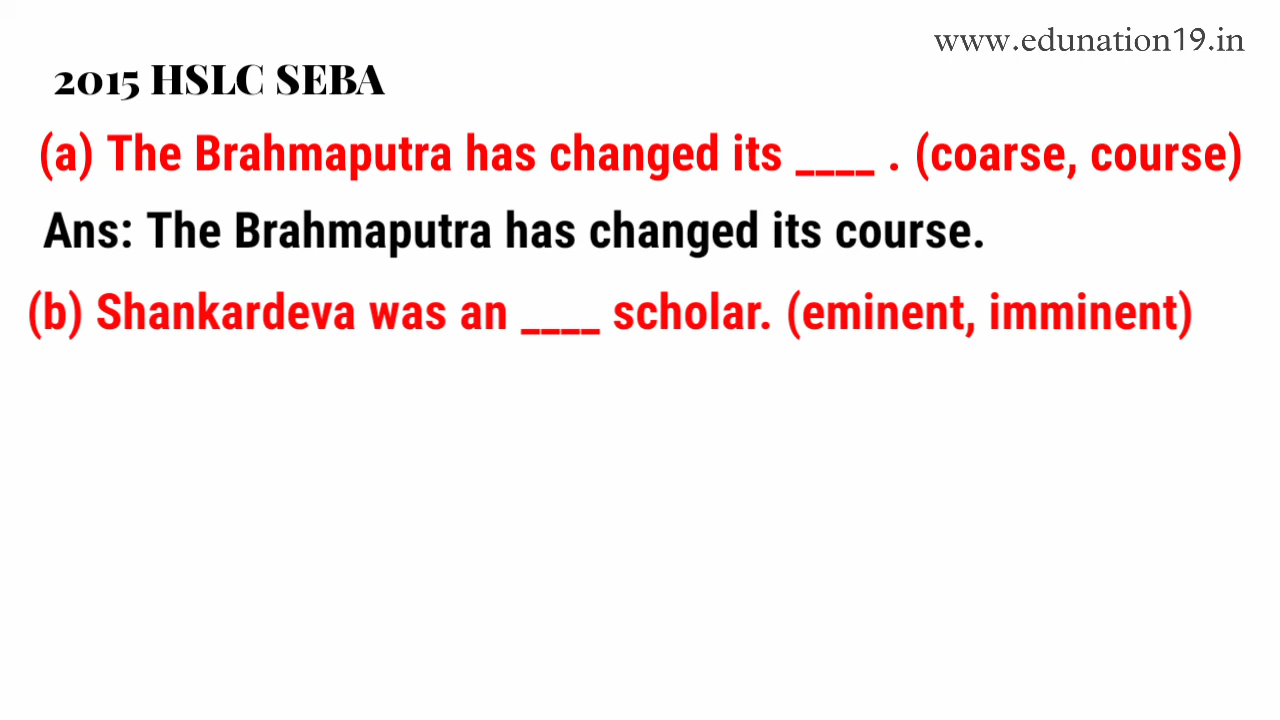 www.edunation19.in
2015 HSLC SEBA
(a) The Brahmaputra has changed its ____ . (coarse, course)
Ans: The Brahmaputra has changed its course.
(b) Shankardeva was an ____ scholar. (eminent, imminent)